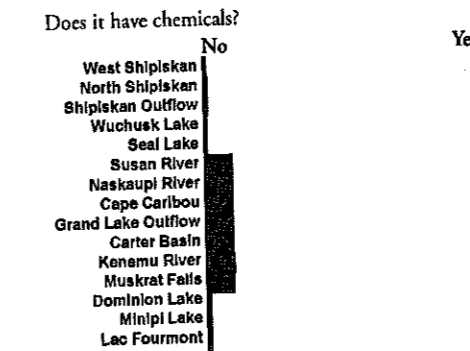 Does it have chemicals?
No
Ye
West Shipiskan
North Shipiskan
Shipiskan Outflow
Wuchusk Lake
Seal Lake
Susan River
Naskaupi River
Cape Caribou
Grand Lake Outflow
Carter Basin
Kenemu River
Muskrat Falls
Dominion Lake
Minipi Lake
Lac Fourmont